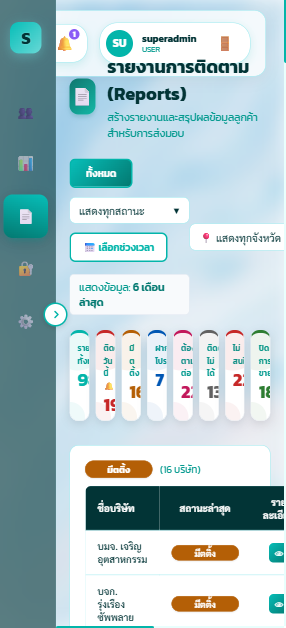 S
1
SU
superadmin
USER
รายงานการติดตาม
(Reports)
สร้างรายงานและสรุปผลข้อมูลลูกค้า
สำหรับการส่งมอบ
ทั้งหมด
แสดงทุกสถานะ
แสดงทุกจังหวัด
เลือกช่วงเวลา
แสดงข้อมูล: 6 เดือน
ล่าสุด
7
มีตติ้ง (16 บริษัท)
ชื่อบริษัท สถานะล่าสุด
บมจ. เจริญ
อุตสาหกรรม
มีตติ้ง
บจก.
รุ่งเรือง
ซัพพลาย
มีตติ้ง